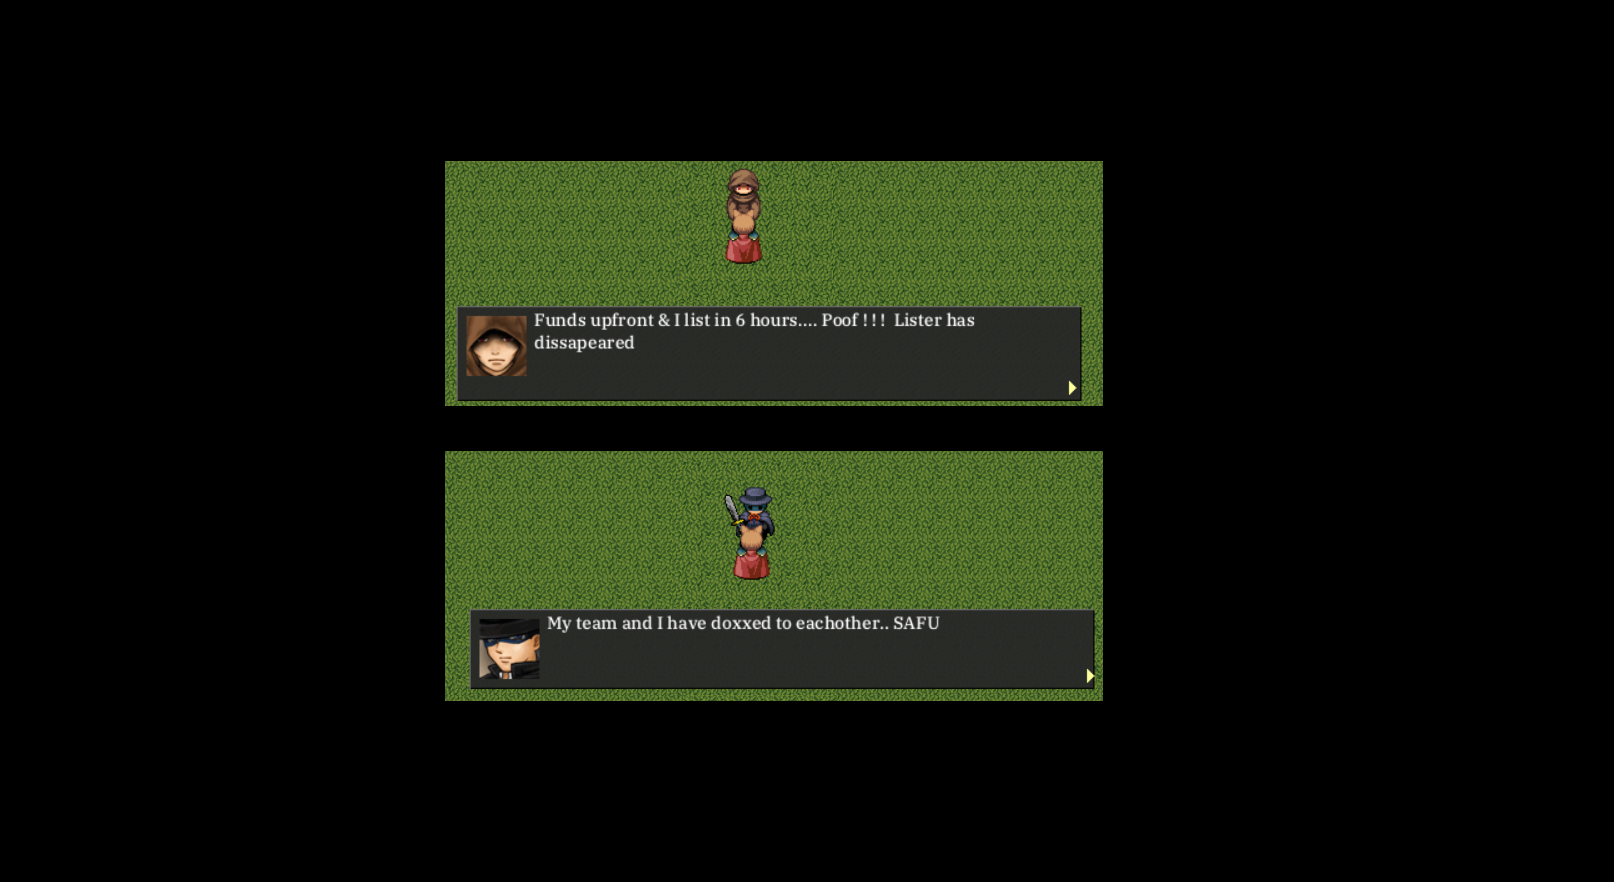 Funds upfront & I list in 6 hours.... Poof !!!  Lister has
dissapeared
My team and I have doxxed to eachother.. SAFU